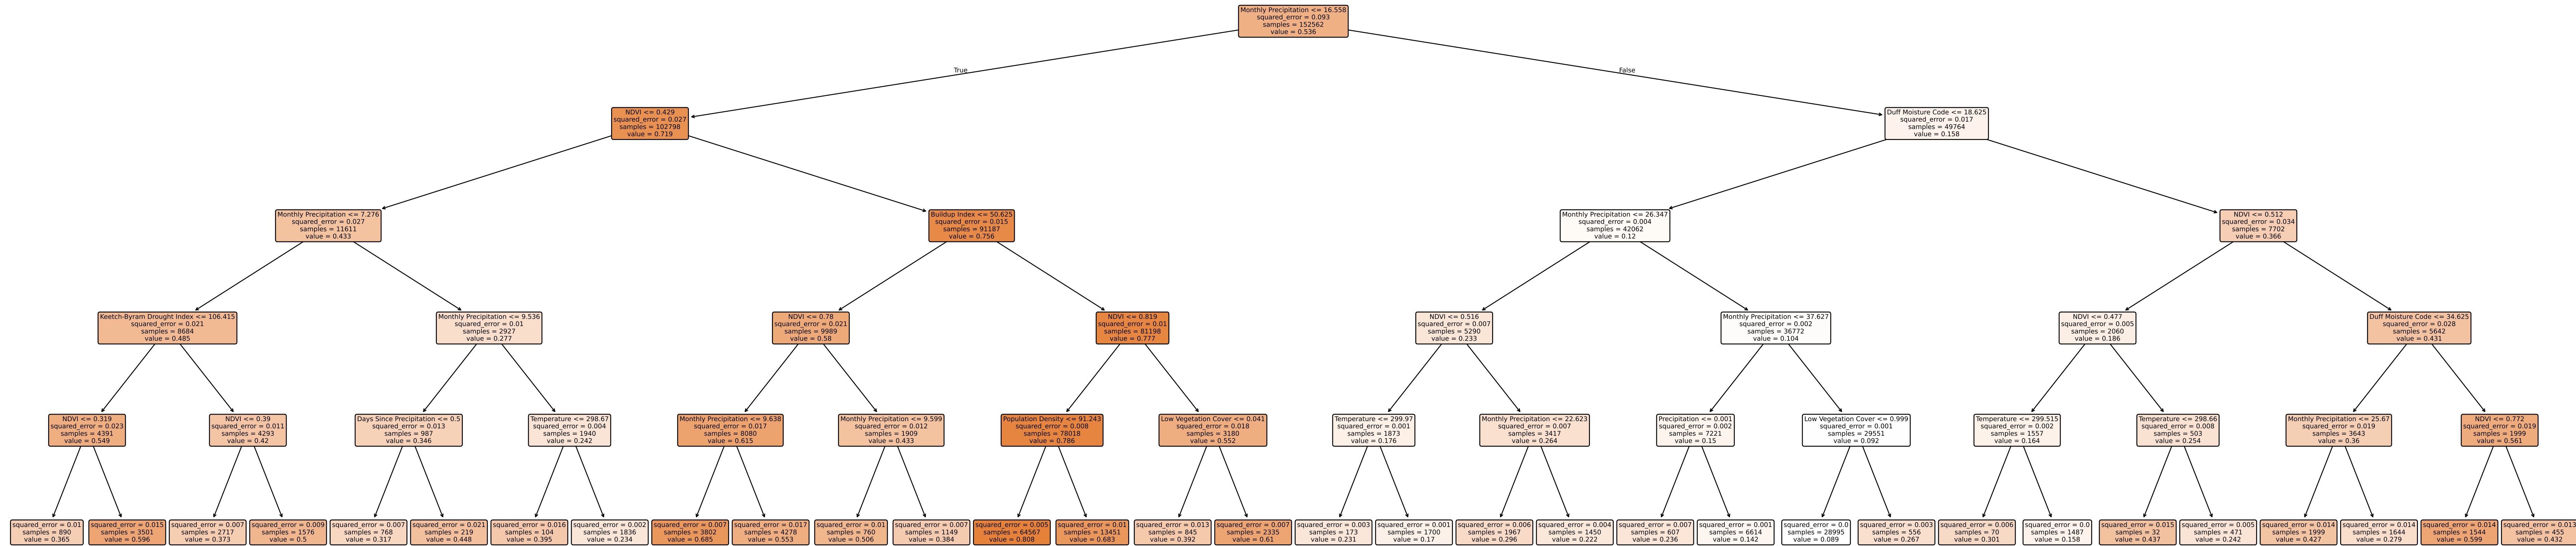 Monthly Precipitation <= 16.558
squared_error = 0.093
samples = 152562
value = 0.536
True
False
NDVI <= 0.429
squared_error = 0.027
samples = 102798
value = 0.719
Duff Moisture Code <= 18.625
squared_error = 0.017
samples = 49764
value = 0.158
Monthly Precipitation <= 7.276
squared_error = 0.027
samples = 11611
value = 0.433
Buildup Index <= 50.625
squared_error = 0.015
samples = 91187
value = 0.756
Monthly Precipitation <= 26.347
squared_error = 0.004
samples = 42062
value = 0.12
NDVI <= 0.512
squared_error = 0.034
samples = 7702
value = 0.366
Keetch-Byram Drought Index <= 106.415
squared_error = 0.021
samples = 8684
value = 0.485
Monthly Precipitation <= 9.536
squared_error = 0.01
samples = 2927
value = 0.277
NDVI <= 0.78
squared_error = 0.021
samples = 9989
value = 0.58
NDVI <= 0.819
squared_error = 0.01
samples = 81198
value = 0.777
NDVI <= 0.516
squared_error = 0.007
samples = 5290
value = 0.233
Monthly Precipitation <= 37.627
squared_error = 0.002
samples = 36772
value = 0.104
NDVI <= 0.477
squared_error = 0.005
samples = 2060
value = 0.186
Duff Moisture Code <= 34.625
squared_error = 0.028
samples = 5642
value = 0.431
NDVI <= 0.319
squared_error = 0.023
samples = 4391
value = 0.549
NDVI <= 0.39
squared_error = 0.011
samples = 4293
value = 0.42
Days Since Precipitation <= 0.5
squared_error = 0.013
samples = 987
value = 0.346
Temperature <= 298.67
squared_error = 0.004
samples = 1940
value = 0.242
Monthly Precipitation <= 9.638
squared_error = 0.017
samples = 8080
value = 0.615
Monthly Precipitation <= 9.599
squared_error = 0.012
samples = 1909
value = 0.433
Population Density <= 91.243
squared_error = 0.008
samples = 78018
value = 0.786
Low Vegetation Cover <= 0.041
squared_error = 0.018
samples = 3180
value = 0.552
Temperature <= 299.97
squared_error = 0.001
samples = 1873
value = 0.176
Monthly Precipitation <= 22.623
squared_error = 0.007
samples = 3417
value = 0.264
Precipitation <= 0.001
squared_error = 0.002
samples = 7221
value = 0.15
Low Vegetation Cover <= 0.999
squared_error = 0.001
samples = 29551
value = 0.092
Temperature <= 299.515
squared_error = 0.002
samples = 1557
value = 0.164
Temperature <= 298.66
squared_error = 0.008
samples = 503
value = 0.254
Monthly Precipitation <= 25.67
squared_error = 0.019
samples = 3643
value = 0.36
NDVI <= 0.772
squared_error = 0.019
samples = 1999
value = 0.561
squared_error = 0.01
samples = 890
value = 0.365
squared_error = 0.015
samples = 3501
value = 0.596
squared_error = 0.007
samples = 2717
value = 0.373
squared_error = 0.009
samples = 1576
value = 0.5
squared_error = 0.007
samples = 768
value = 0.317
squared_error = 0.021
samples = 219
value = 0.448
squared_error = 0.016
samples = 104
value = 0.395
squared_error = 0.002
samples = 1836
value = 0.234
squared_error = 0.007
samples = 3802
value = 0.685
squared_error = 0.017
samples = 4278
value = 0.553
squared_error = 0.01
samples = 760
value = 0.506
squared_error = 0.007
samples = 1149
value = 0.384
squared_error = 0.005
samples = 64567
value = 0.808
squared_error = 0.01
samples = 13451
value = 0.683
squared_error = 0.013
samples = 845
value = 0.392
squared_error = 0.007
samples = 2335
value = 0.61
squared_error = 0.003
samples = 173
value = 0.231
squared_error = 0.001
samples = 1700
value = 0.17
squared_error = 0.006
samples = 1967
value = 0.296
squared_error = 0.004
samples = 1450
value = 0.222
squared_error = 0.007
samples = 607
value = 0.236
squared_error = 0.001
samples = 6614
value = 0.142
squared_error = 0.0
samples = 28995
value = 0.089
squared_error = 0.003
samples = 556
value = 0.267
squared_error = 0.006
samples = 70
value = 0.301
squared_error = 0.0
samples = 1487
value = 0.158
squared_error = 0.015
samples = 32
value = 0.437
squared_error = 0.005
samples = 471
value = 0.242
squared_error = 0.014
samples = 1999
value = 0.427
squared_error = 0.014
samples = 1644
value = 0.279
squared_error = 0.014
samples = 1544
value = 0.599
squared_error = 0.013
samples = 455
value = 0.432